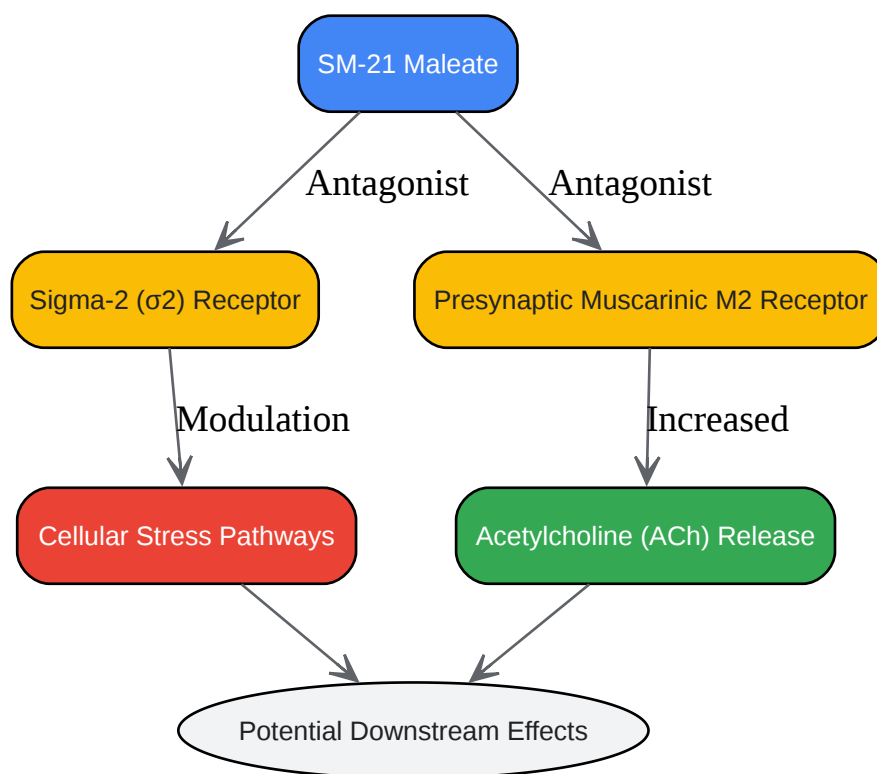 SM-21 Maleate
Antagonist
Antagonist
Sigma-2 (σ2) Receptor
Presynaptic Muscarinic M2 Receptor
Modulation
Increased
Cellular Stress Pathways
Acetylcholine (ACh) Release
Potential Downstream Effects